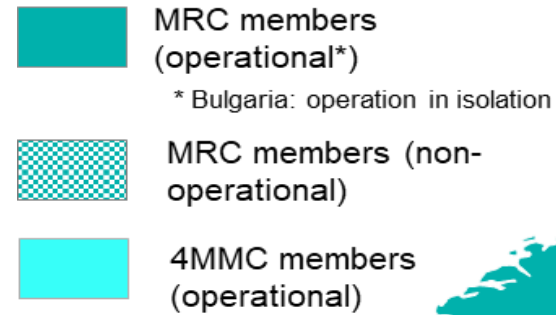 MRC members
(operational*)
* Bulgaria: operation in isolation
MRC members (non-
operational)
4MMC members
(operational)